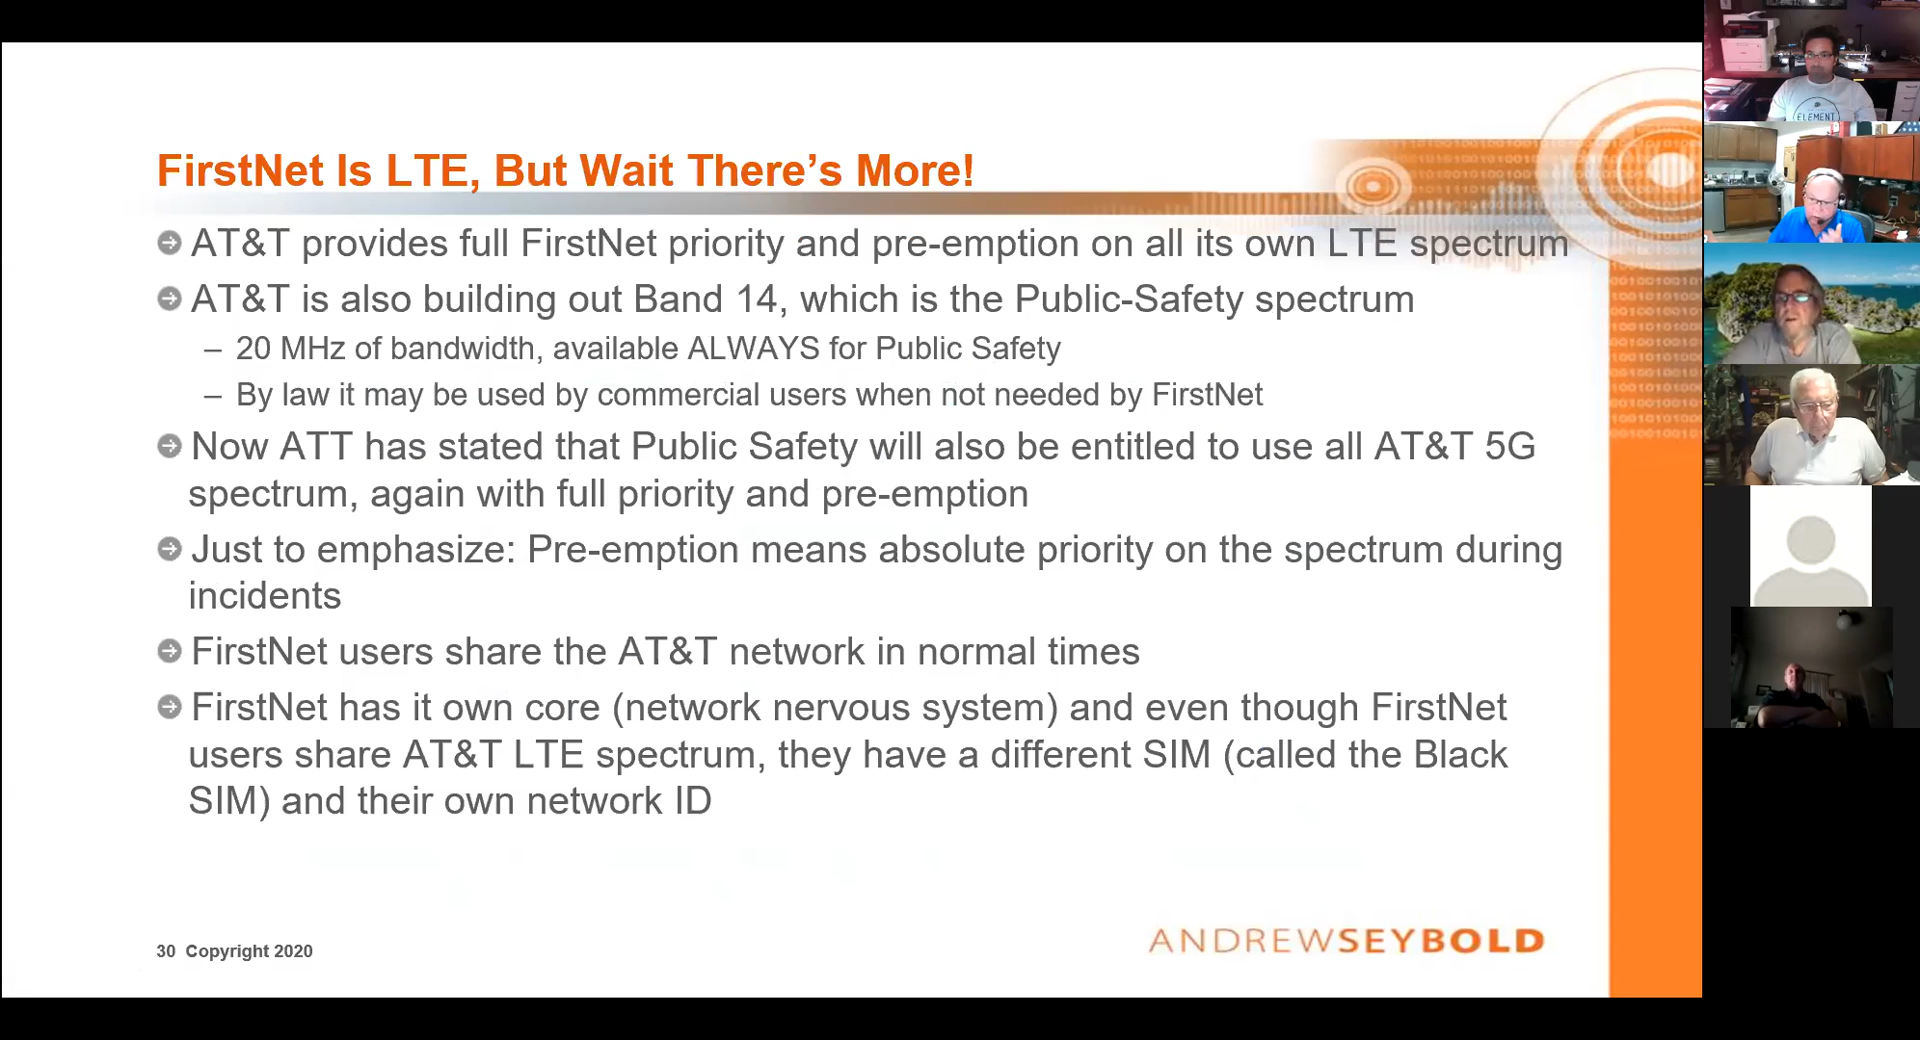 FirstNet Is LTE, But Wait There's More!
AT&T provides full FirstNet priority and pre-emption on all its own LTE spectrum
AT&T is also building out Band 14, which is the Public-Safety spectrum
– 20 MHz of bandwidth, available ALWAYS for Public Safety
– By law it may be used by commercial users when not needed by FirstNet
Now ATT has stated that Public Safety will also be entitled to use all AT&T 5G
spectrum, again with full priority and pre-emption
Just to emphasize: Pre-emption means absolute priority on the spectrum during
incidents
FirstNet users share the AT&T network in normal times
FirstNet has it own core (network nervous system) and even though FirstNet
users share AT&T LTE spectrum, they have a different SIM (called the Black
SIM) and their own network ID
30 Copyright 2020
ANDREWSEYBOLD
ELEMENT